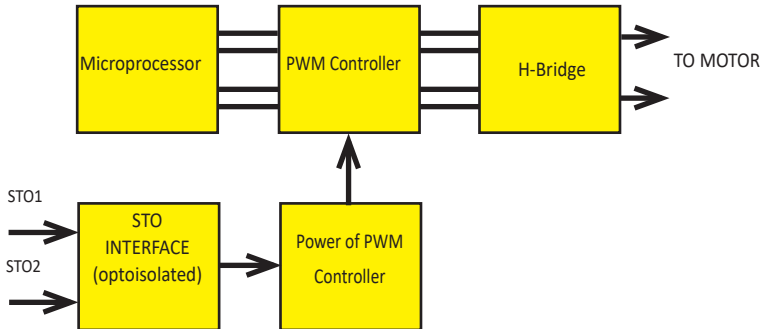 Microprocessor
PWM Controller
H-Bridge
TO MOTOR
STO1
STO2
STO
INTERFACE
(optoisolated)
Power of PWM
Controller